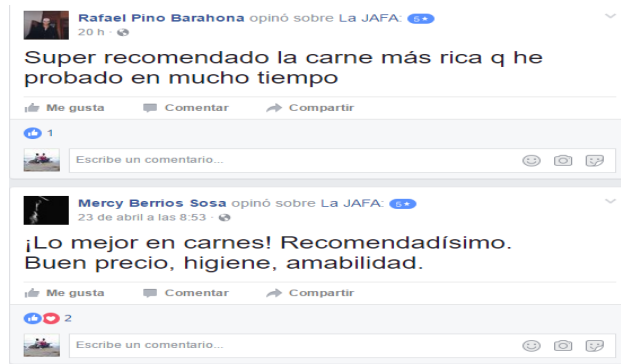 Rafael Pino Barahona opinó sobre La JAFA: 5★
20 h ·
Super recomendado la carne más rica q he
probado en mucho tiempo
Me gusta Comentar Compartir
1
Escribe un comentario...
Mercy Berrios Sosa opinó sobre La JAFA: 5★
23 de abril a las 8:53 ·
¡Lo mejor en carnes! Recomendadísimo.
Buen precio, higiene, amabilidad.
Me gusta Comentar Compartir
2
Escribe un comentario...